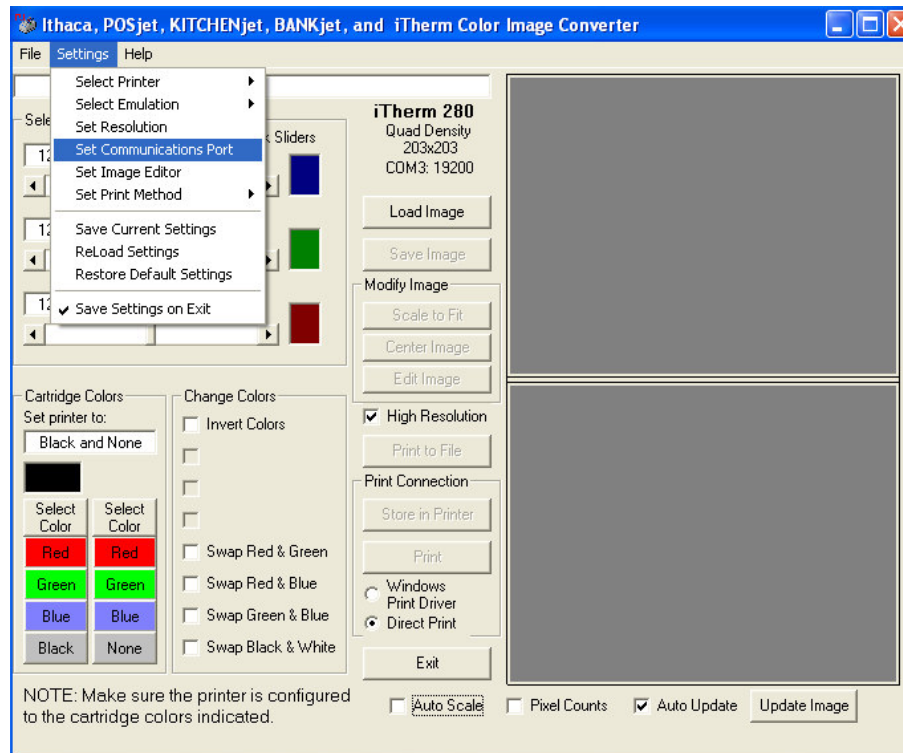 Ithaca, POSjet, KITCHENjet, BANKjet, and iTherm Color Image Converter
File Settings Help
Select Printer
Select Emulation
Set Resolution
Set Communications Port
Set Image Editor
Set Print Method
Save Current Settings
ReLoad Settings
Restore Default Settings
Save Settings on Exit
Sliders
iTherm 280
Quad Density
203x203
COM3: 19200
Load Image
Save Image
Modify Image
Scale to Fit
Center Image
Edit Image
High Resolution
Print to File
Print Connection
Store in Printer
Print
Windows
Print Driver
Direct Print
Exit
Cartridge Colors
Set printer to:
Black and None
Select Color
Select Color
Red Red
Green Green
Blue Blue
Black None
Change Colors
Invert Colors
Swap Red & Green
Swap Red & Blue
Swap Green & Blue
Swap Black & White
NOTE: Make sure the printer is configured
to the cartridge colors indicated.
Auto Scale Pixel Counts Auto Update Update Image